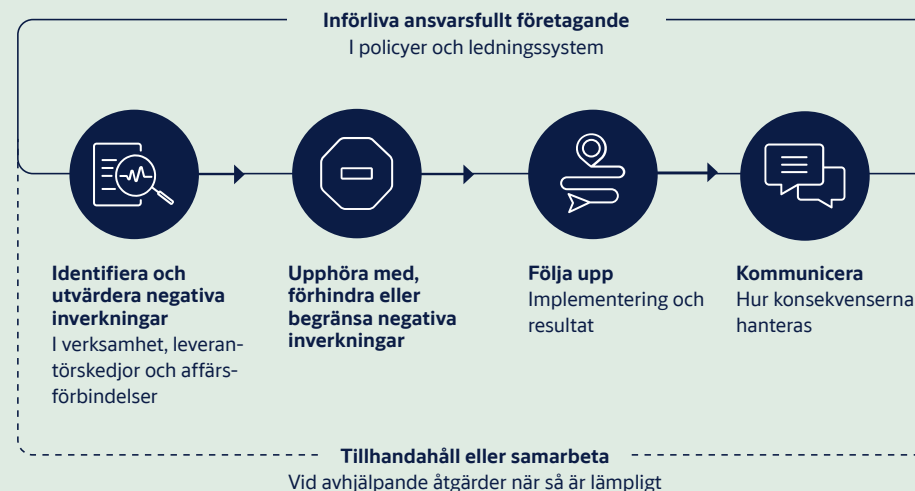 Införliva ansvarsfullt företagande
I policyer och ledningssystem
Identifiera och
utvärdera negativa
inverkningar
I verksamhet, leveran-
törskedjor och affärs-
förbindelser
Upphöra med,
förhindra eller
begränsa negativa
inverkningar
Följa upp
Implementering och
resultat
Kommunicera
Hur konsekvenserna
hanteras
Tillhandahåll eller samarbeta
Vid avhjälpande åtgärder när så är lämpligt